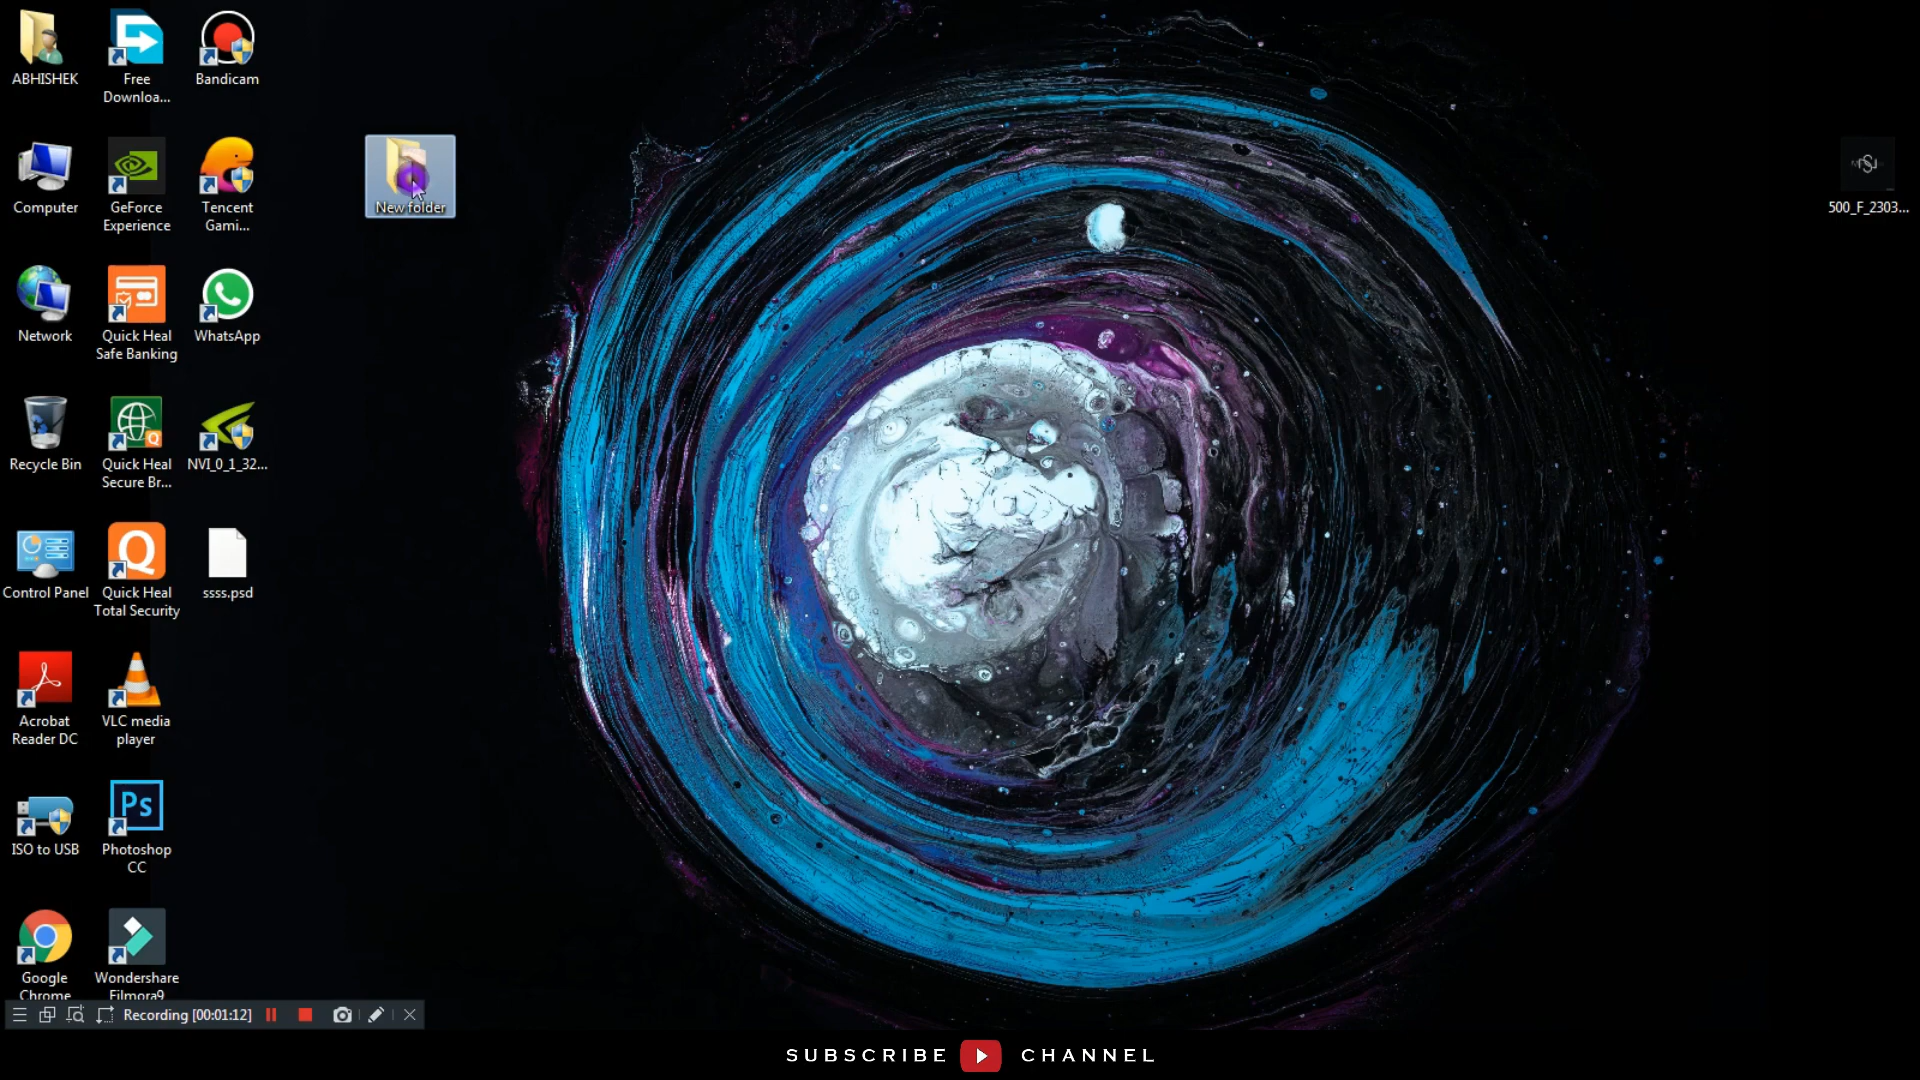 ABHISHEK
Free
Downloa...
Bandicam
Computer
GeForce
Experience
Tencent
Gami...
New folder
500_F_2303...
Network
Quick Heal
Safe Banking
WhatsApp
Recycle Bin
Quick Heal
Secure Br...
NVI_0_1_32...
Control Panel
Quick Heal
Total Security
ssss.psd
Acrobat
Reader DC
VLC media
player
ISO to USB
Ps
Photoshop
CC
Google
Chrome
Wondershare
Filmora9
Recording [00:01:12]
SUBSCRIBE CHANNEL